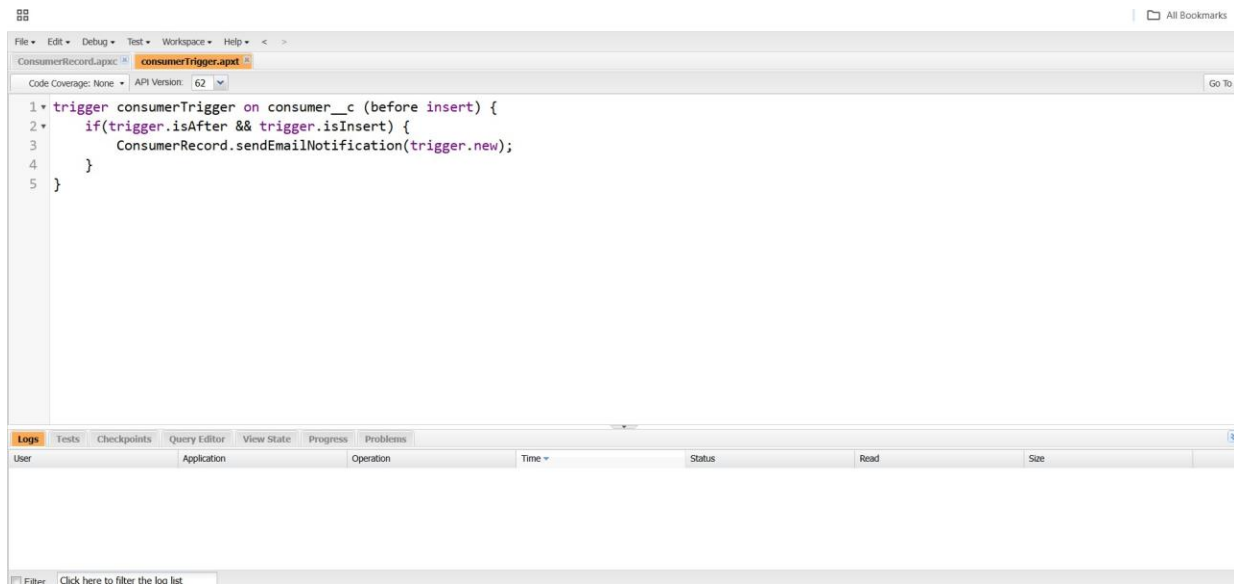 All Bookmarks
File Edit Debug Test Workspace Help < >
ConsumerRecord.apxc consumerTrigger.apxt
Code Coverage: None API Version: 62 Go To
1 trigger consumerTrigger on consumer__c (before insert) {
2 if(trigger.isAfter && trigger.isInsert) {
3 ConsumerRecord.sendEmailNotification(trigger.new);
4 }
5 }
Logs Tests Checkpoints Query Editor View State Progress Problems
User Application Operation Time Status Read Size
Filter Click here to filter the log list